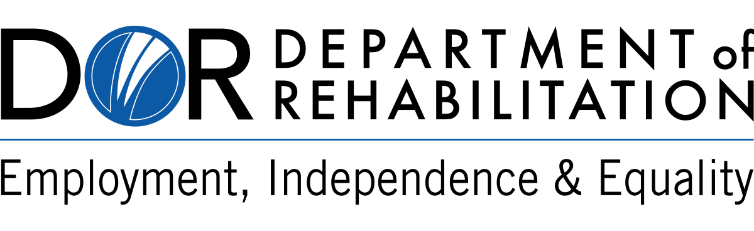 DOR DEPARTMENT of
REHABILITATION
Employment, Independence & Equality